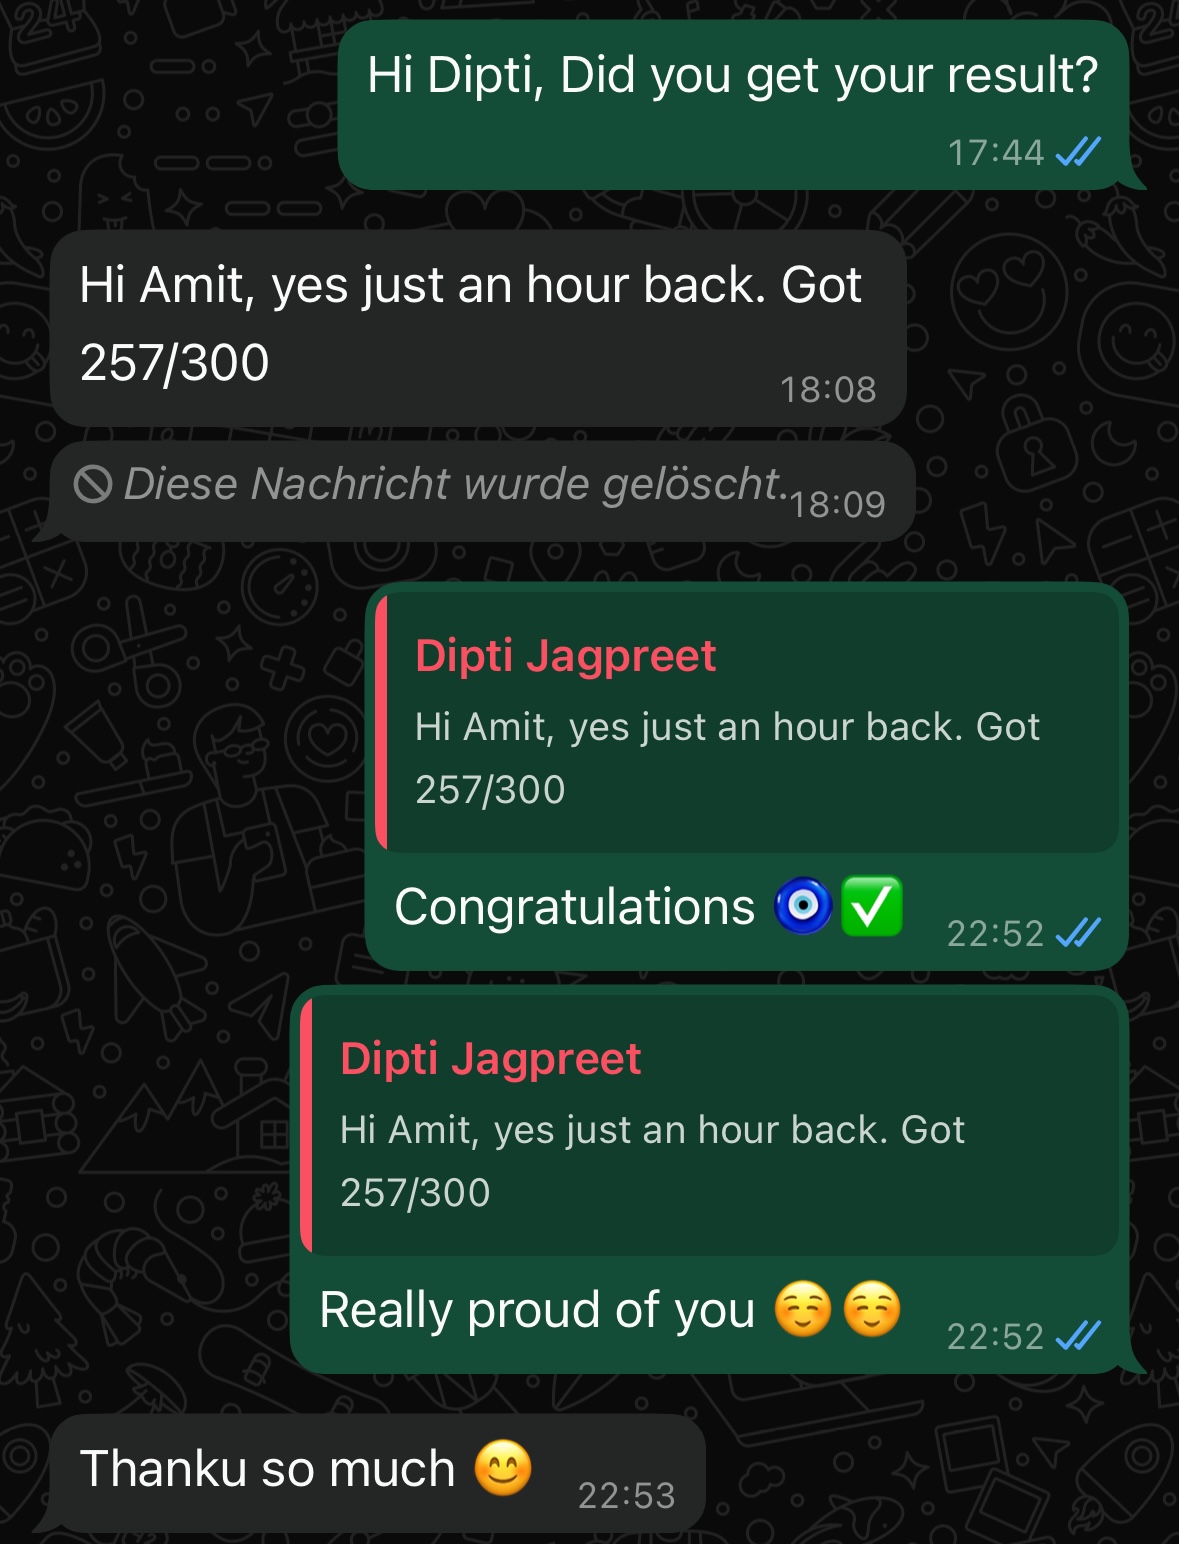 Hi Dipti, Did you get your result?
17:44
Hi Amit, yes just an hour back. Got
257/300
18:08
Diese Nachricht wurde gelöscht.
18:09
Dipti Jagpreet
Hi Amit, yes just an hour back. Got
257/300
Congratulations 🧿✅
22:52
Dipti Jagpreet
Hi Amit, yes just an hour back. Got
257/300
Really proud of you ☺️☺️
22:52
Thanku so much 😊
22:53